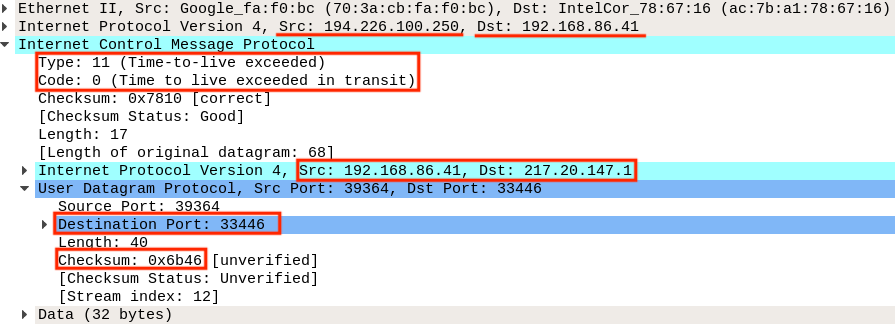 Ethernet II, Src: Google_fa:f0:bc (70:3a:cb:fa:f0:bc), Dst: IntelCor_78:67:16 (ac:7b:a1:78:67:16)
Internet Protocol Version 4, Src: 194.226.100.250, Dst: 192.168.86.41
Internet Control Message Protocol
Type: 11 (Time-to-live exceeded)
Code: 0 (Time to live exceeded in transit)
Checksum: 0x7810 [correct]
[Checksum Status: Good]
Length: 17
[Length of original datagram: 68]
Internet Protocol Version 4, Src: 192.168.86.41, Dst: 217.20.147.1
User Datagram Protocol, Src Port: 39364, Dst Port: 33446
Source Port: 39364
Destination Port: 33446
Length: 40
Checksum: 0x6b46 [unverified]
[Checksum Status: Unverified]
[Stream index: 12]
Data (32 bytes)